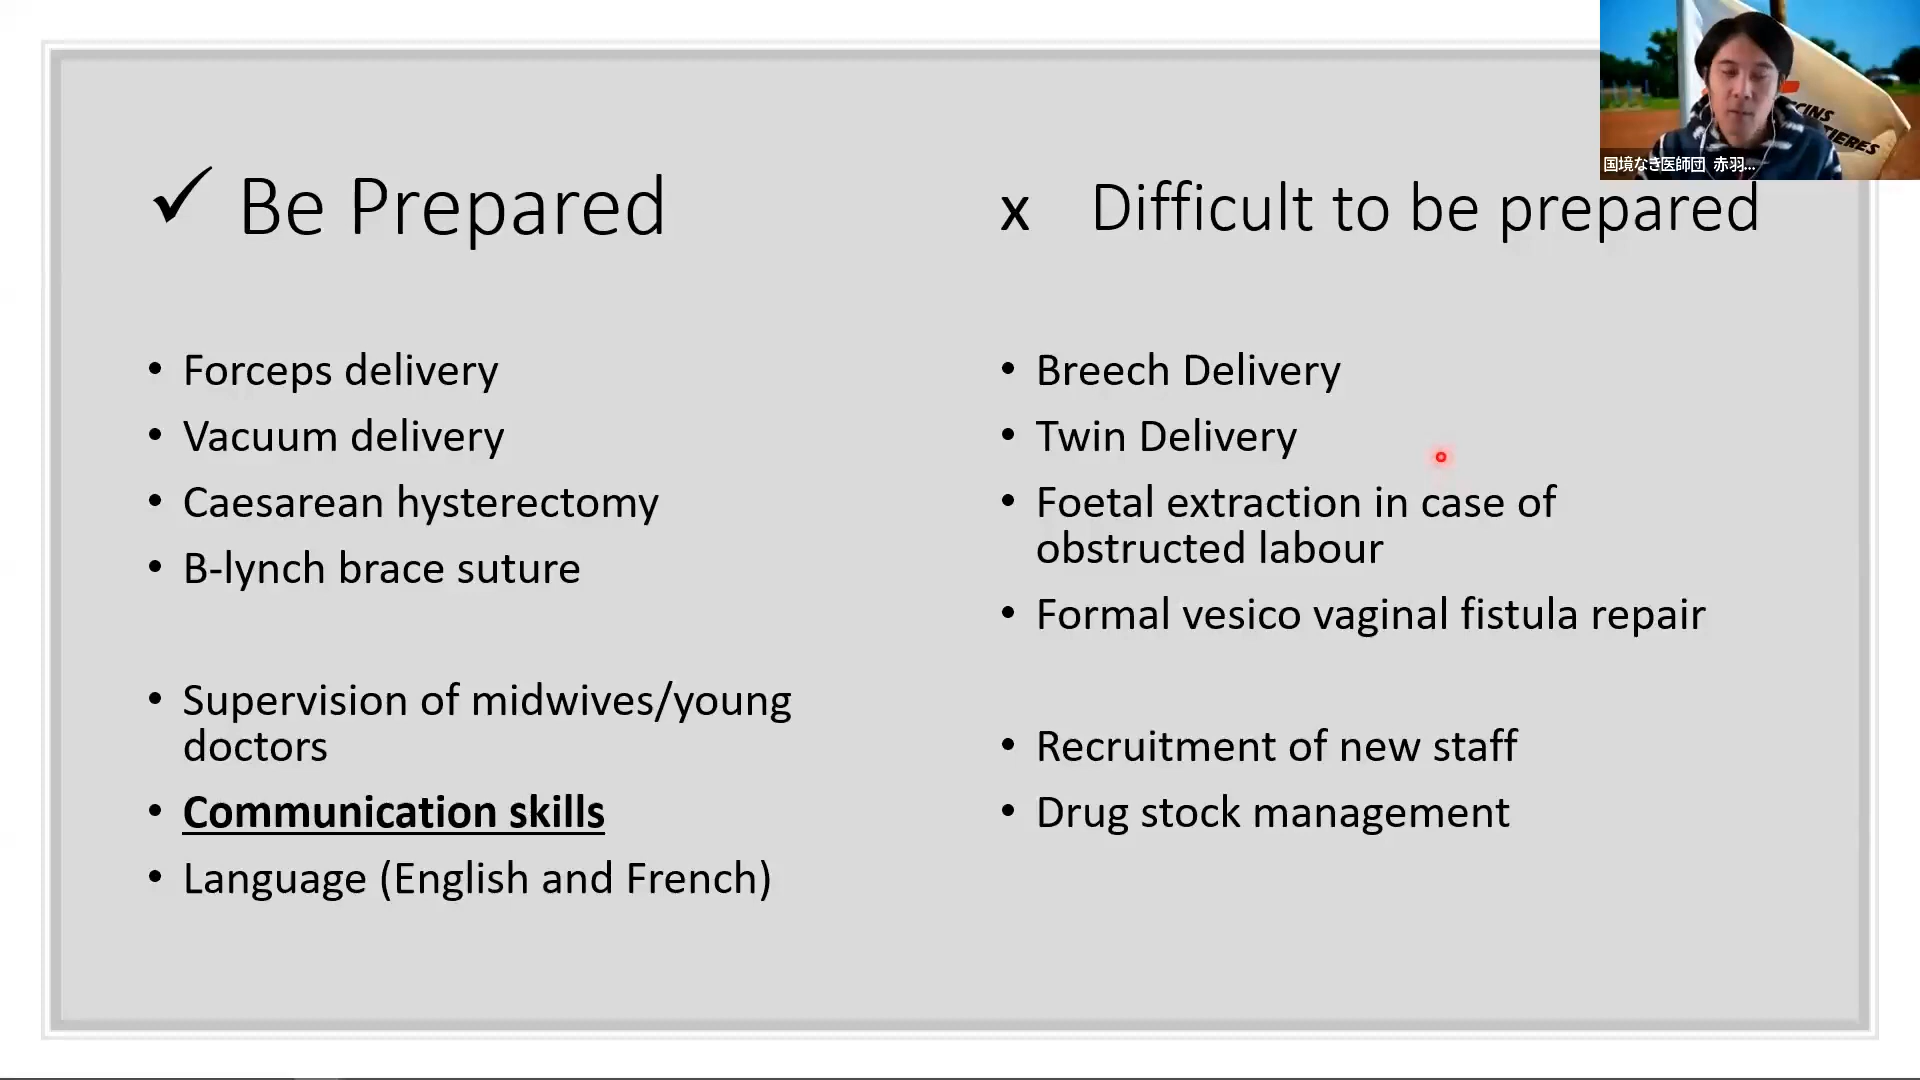 ✓ Be Prepared
• Forceps delivery
• Vacuum delivery
• Caesarean hysterectomy
• B-lynch brace suture
• Supervision of midwives/young
doctors
• Communication skills
• Language (English and French)
x Difficult to be prepared
• Breech Delivery
• Twin Delivery
• Foetal extraction in case of
obstructed labour
• Formal vesico vaginal fistula repair
• Recruitment of new staff
• Drug stock management
国境なき医師団 赤羽...